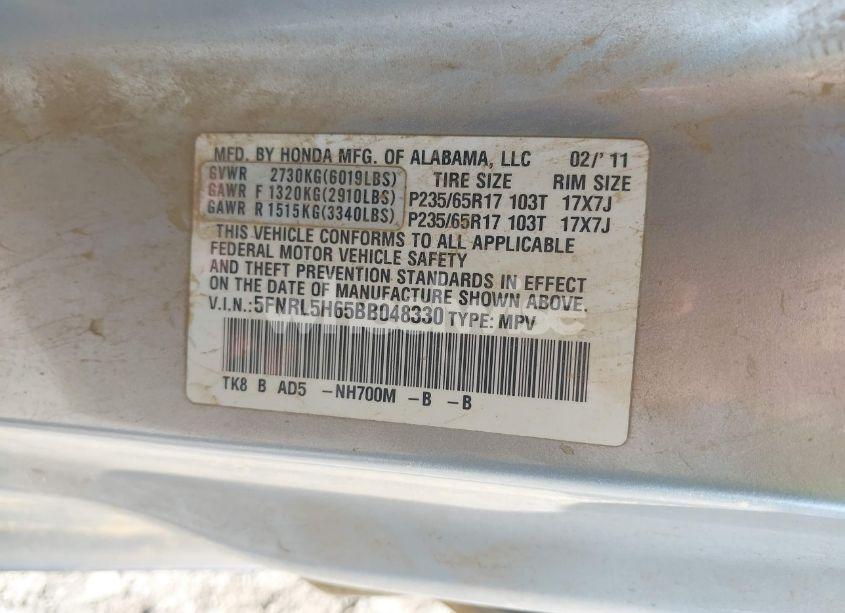 MFD. BY HONDA MFG. OF ALABAMA, LLC 02/' 11
GVWR 2730KG(6019LBS) TIRE SIZE RIM SIZE
GAWR F 1320KG(2910LBS) P235/65R17 103T 17X7J
GAWR R 1515KG(3340LBS) P235/65R17 103T 17X7J
THIS VEHICLE CONFORMS TO ALL APPLICABLE
FEDERAL MOTOR VEHICLE SAFETY
AND THEFT PREVENTION STANDARDS IN EFFECT
ON THE DATE OF MANUFACTURE SHOWN ABOVE.
V.I.N.:5FNRL5H65BB048330 TYPE: MPV
TK8 B AD5 -NH700M -B -B